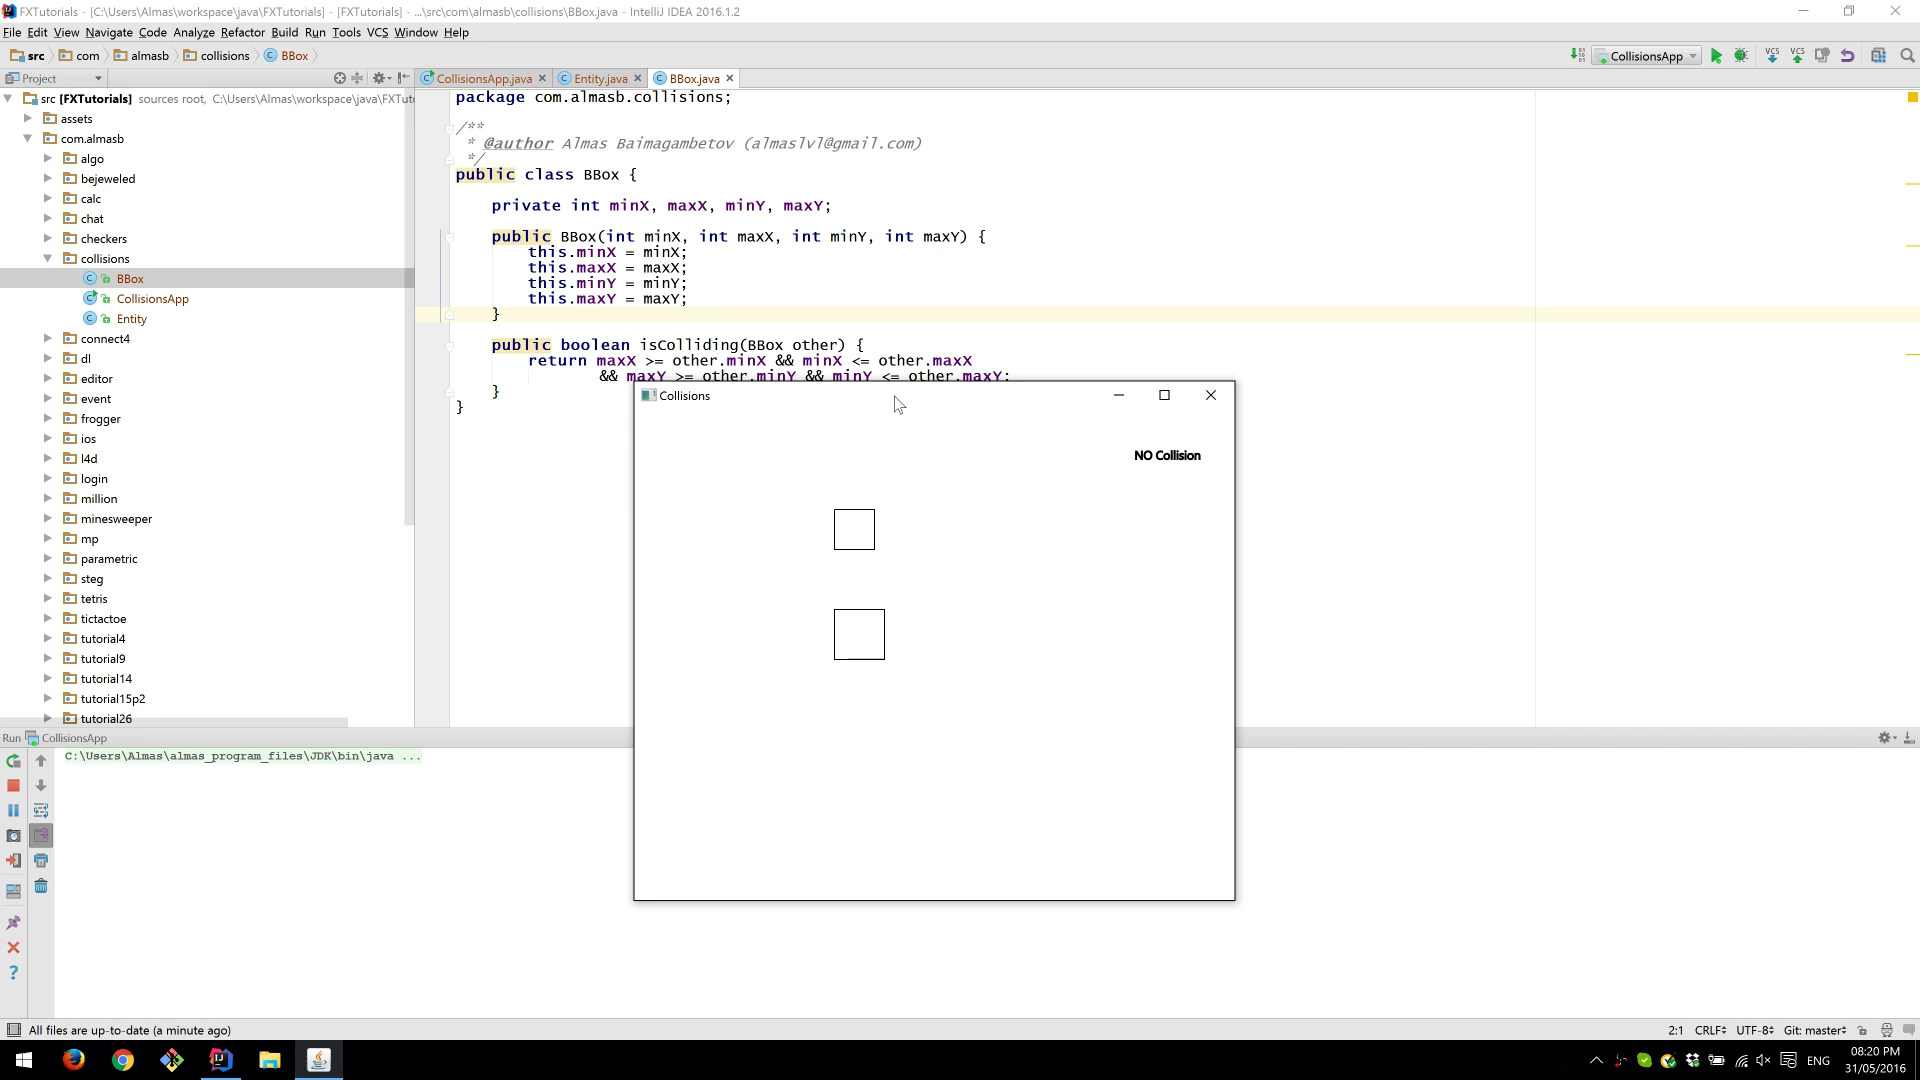 FXTutorials - [C:\Users\Almas\workspace\java\FXTutorials] - [FXTutorials] - ...\src\com\almasb\collisions\BBox.java - IntelliJ IDEA 2016.1.2
File Edit View Navigate Code Analyze Refactor Build Run Tools VCS Window Help
src com almasb collisions BBox CollisionsApp VCS VCS
Project CollisionsApp.java Entity.java BBox.java
src [FXTutorials] sources root, C:\Users\Almas\workspace\java\FXTuto
assets
com.almasb
algo
bejeweled
calc
chat
checkers
collisions
BBox
CollisionsApp
Entity
connect4
dl
editor
event
frogger
ios
l4d
login
million
minesweeper
mp
parametric
steg
tetris
tictactoe
tutorial4
tutorial9
tutorial14
tutorial15p2
tutorial26
package com.almasb.collisions;
/**
* @author Almas Baimagambetov (almaslvl@gmail.com)
*/
public class BBox {
private int minX, maxX, minY, maxY;
public BBox(int minX, int maxX, int minY, int maxY) {
this.minX = minX;
this.maxX = maxX;
this.minY = minY;
this.maxY = maxY;
}
public boolean isColliding(BBox other) {
return maxX >= other.minX && minX <= other.maxX
&& maxY >= other.minY && minY <= other.maxY;
}
}
Collisions
NO Collision
Run CollisionsApp
C:\Users\Almas\almas_program_files\JDK\bin\java ...
All files are up-to-date (a minute ago) 2:1 CRLF UTF-8 Git: master
ENG 08:20 PM
31/05/2016